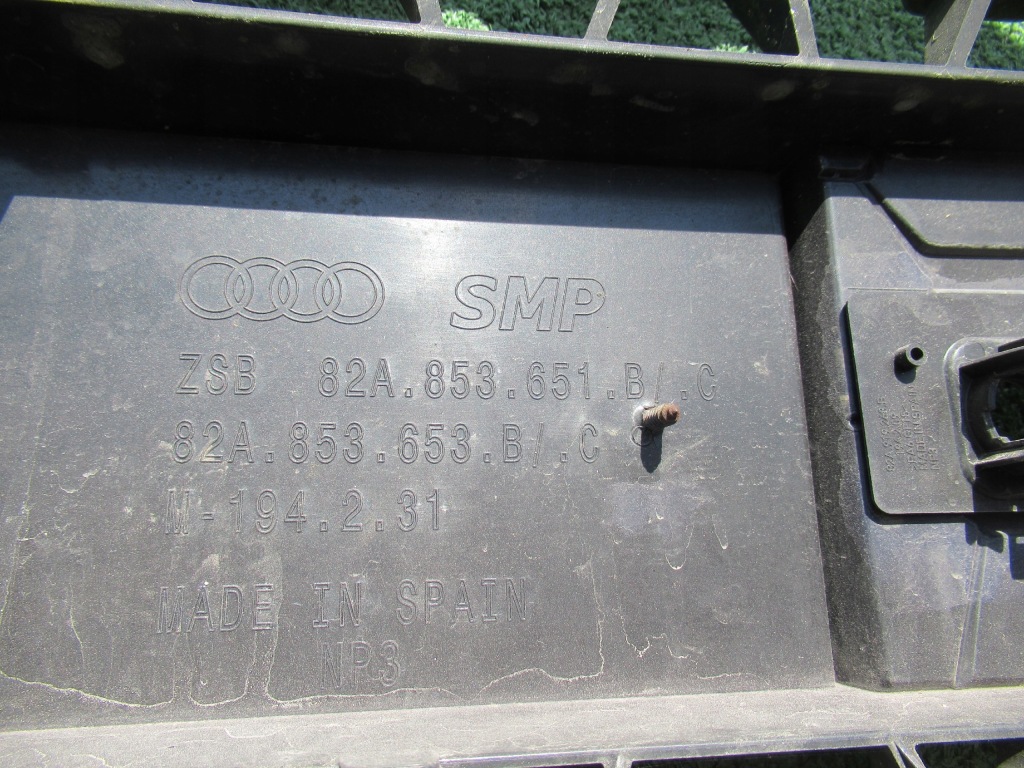 SMP
ZSB 82A.853.651.B/.C
82A.853.653.B/.C
M-194.2.31
MADE IN SPAIN
NP3